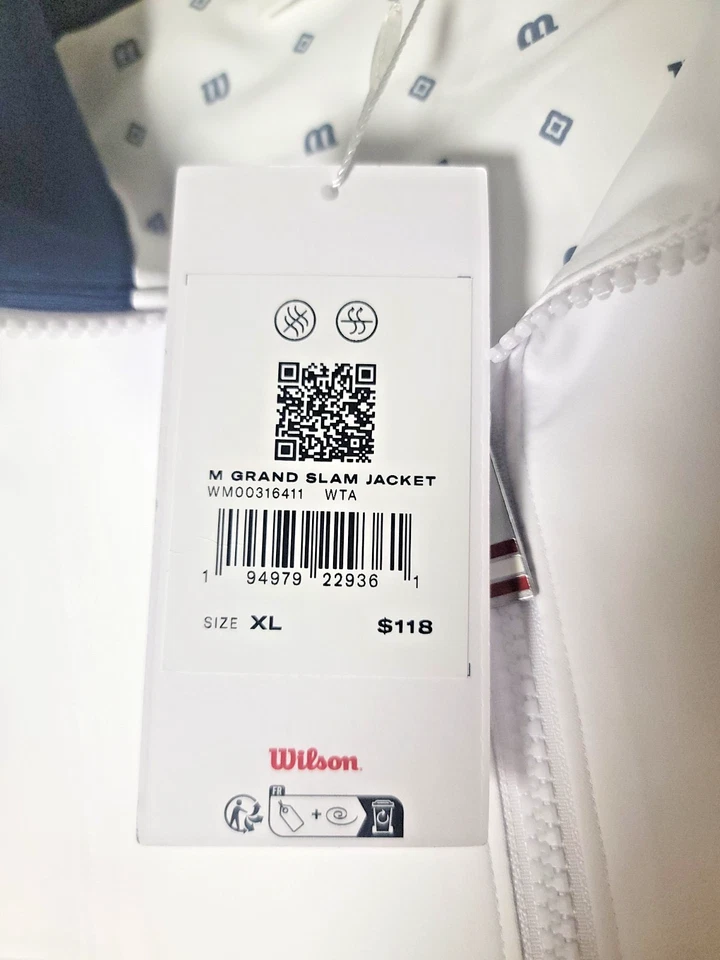 M GRAND SLAM JACKET
WM00316411 WTA
1 94979 22936 1
SIZE XL $118
Wilson
FR